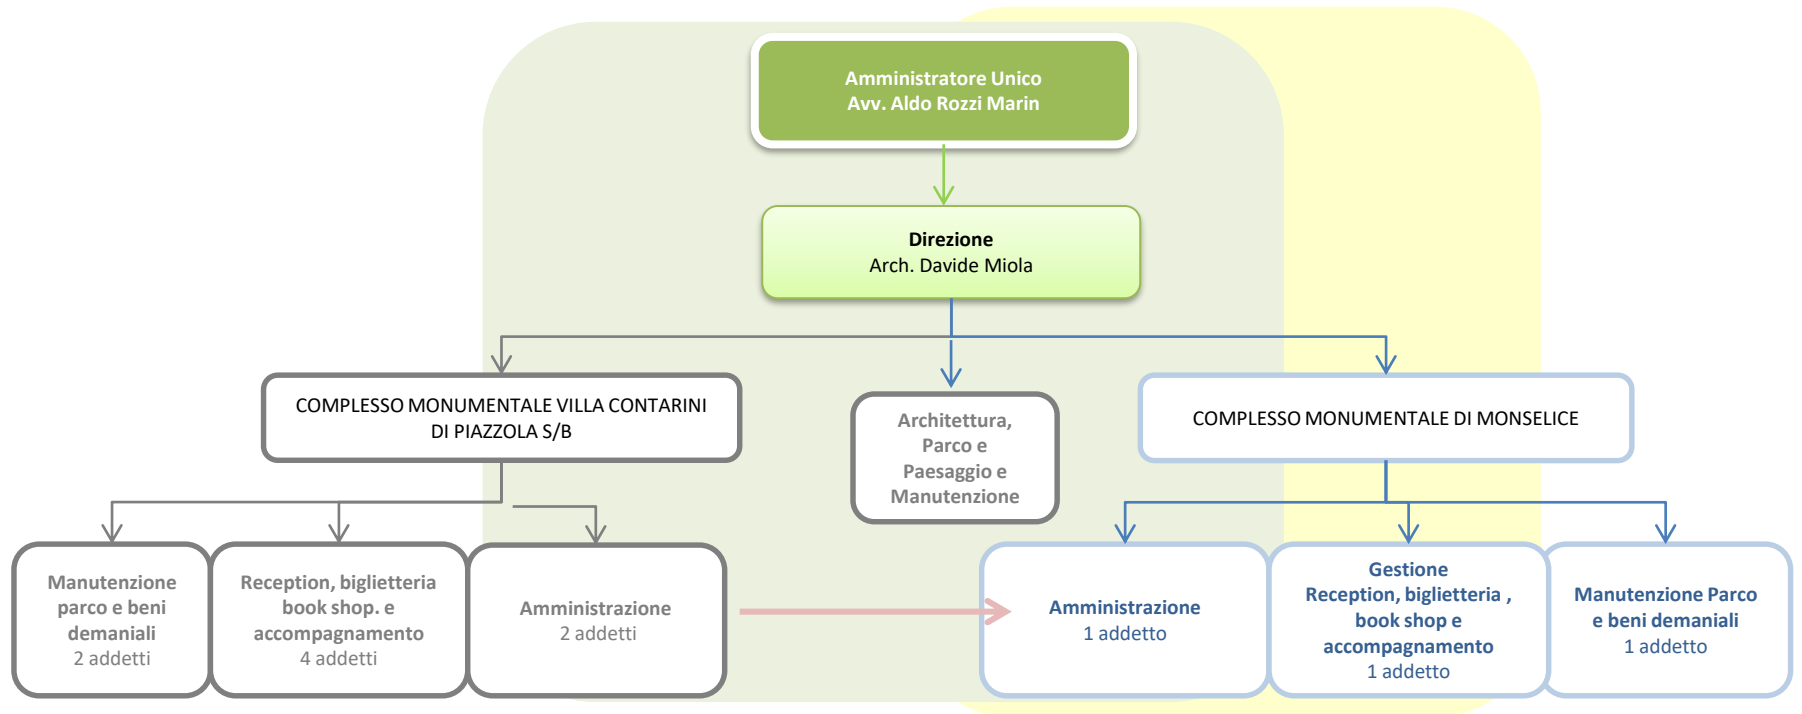 Amministratore Unico
Avv. Aldo Rozzi Marin
Direzione
Arch. Davide Miola
COMPLESSO MONUMENTALE VILLA CONTARINI
DI PIAZZOLA S/B
Architettura,
Parco e
Paesaggio e
Manutenzione
COMPLESSO MONUMENTALE DI MONSELICE
Manutenzione
parco e beni
demaniali
2 addetti
Reception, biglietteria
book shop. e
accompagnamento
4 addetti
Amministrazione
2 addetti
Amministrazione
1 addetto
Gestione
Reception, biglietteria ,
book shop e
accompagnamento
1 addetto
Manutenzione Parco
e beni demaniali
1 addetto